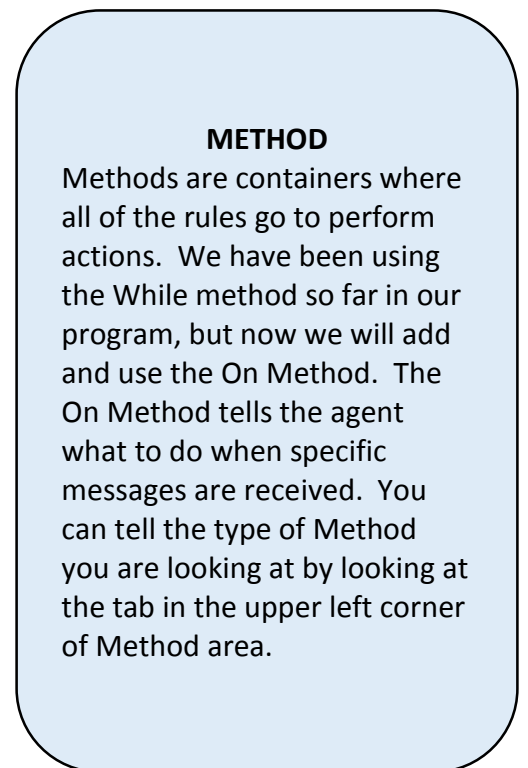 METHOD
Methods are containers where
all of the rules go to perform
actions.  We have been using
the While method so far in our
program, but now we will add
and use the On Method.  The
On Method tells the agent
what to do when specific
messages are received.  You
can tell the type of Method
you are looking at by looking at
the tab in the upper left corner
of Method area.